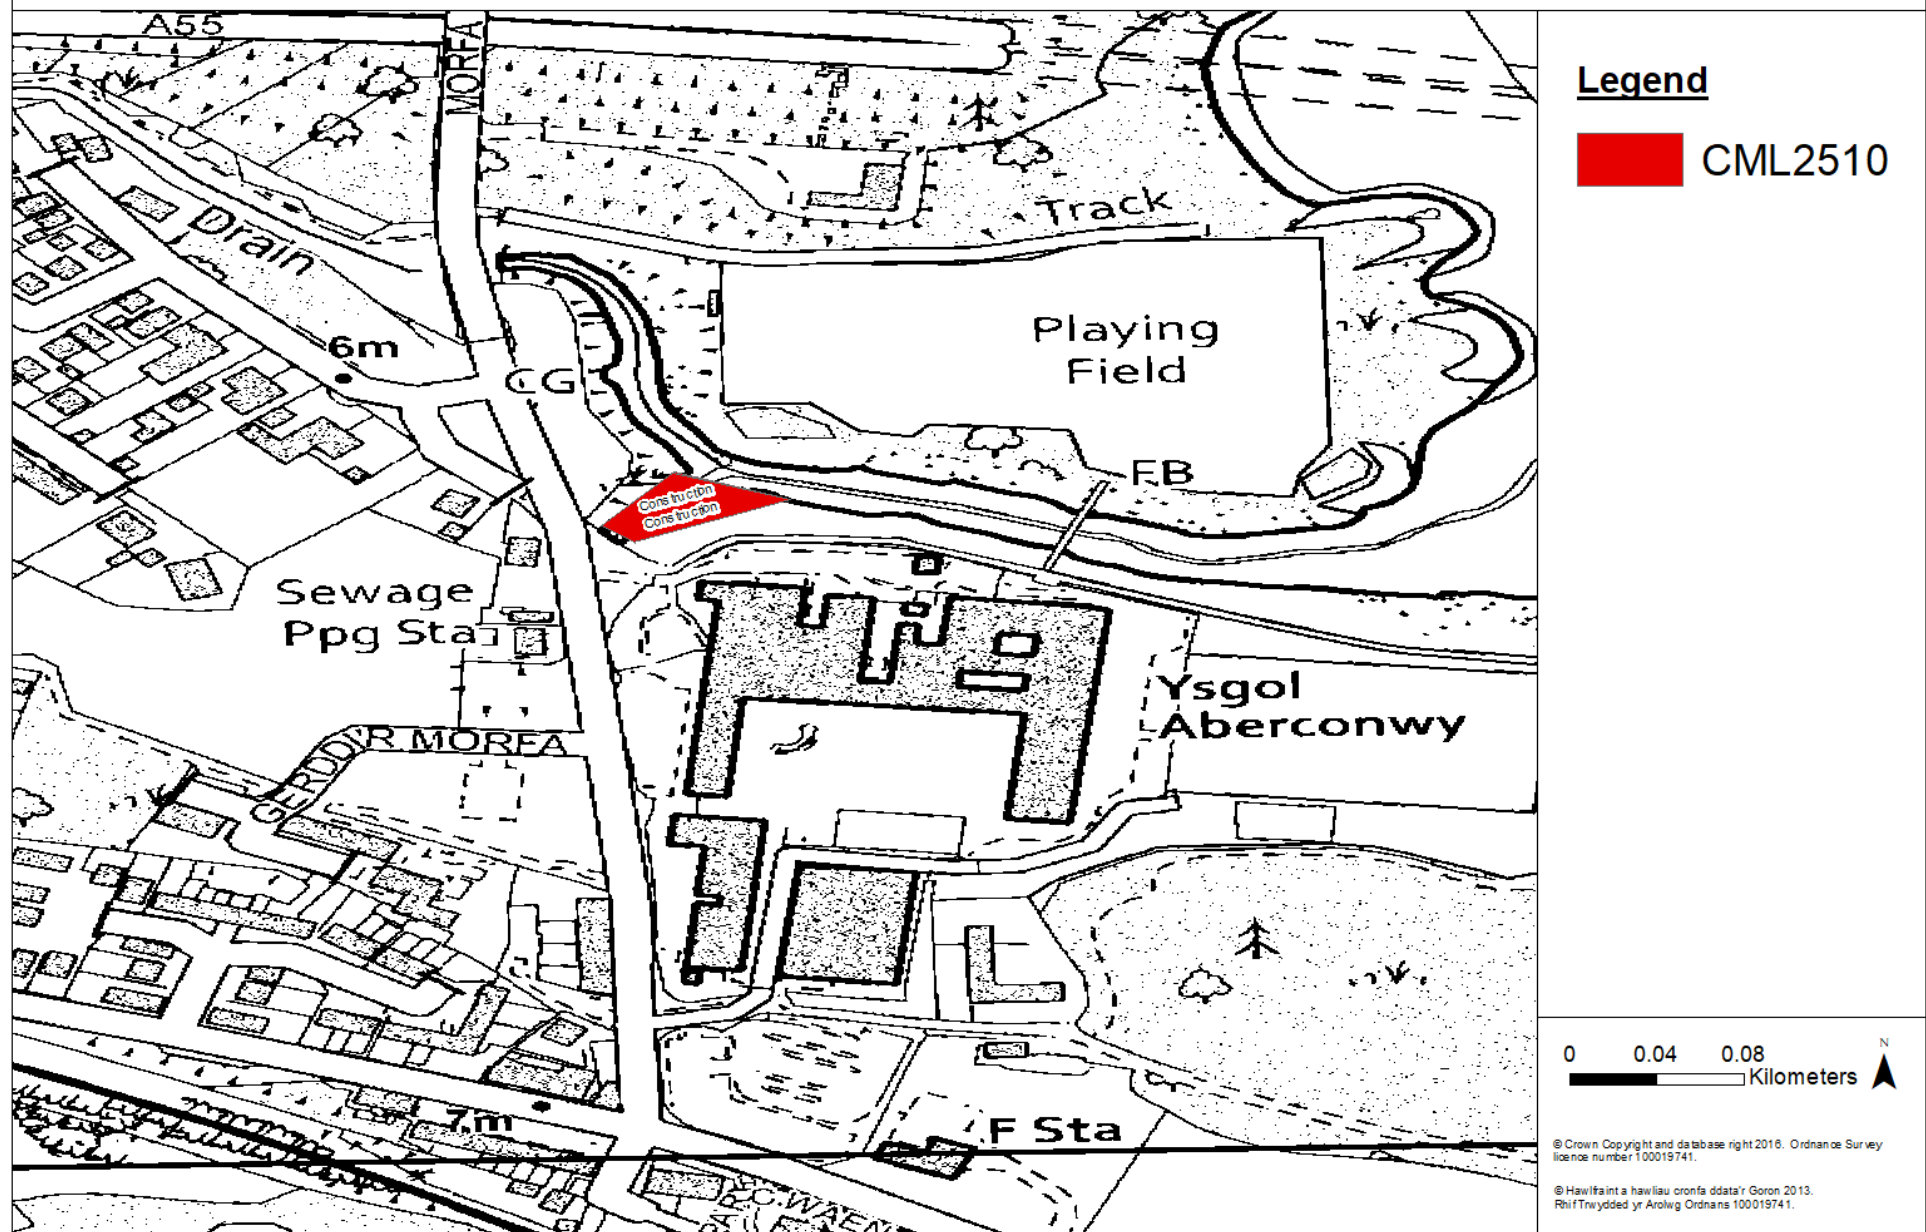 A55
MORFA
Drain
Track
6m
CG
Playing
Field
FB
Construction
Construction
Sewage
Ppg Sta
Ysgol
Aberconwy
GERDDI'R MORFA
7m
F Sta
Legend
CML2510
0 0.04 0.08
Kilometers
N
© Crown Copyright and database right 2016. Ordnance Survey
licence number 100019741.
© Hawlfraint a hawliau cronfa ddata'r Goron 2013.
Rhif Trwydded yr Arolwg Ordnans 100019741.